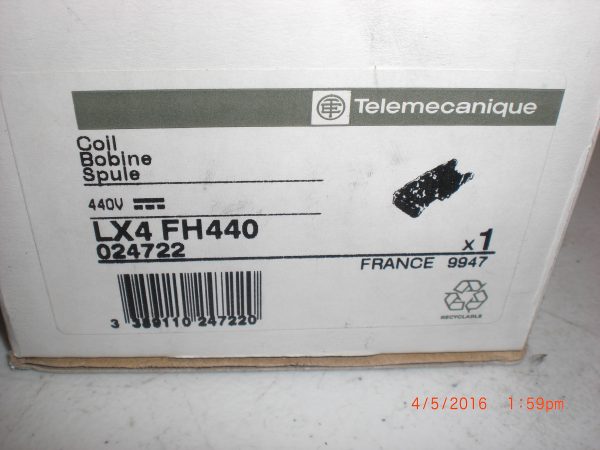 Telemecanique
Coil
Bobine
Spule
440V
LX4 FH440
024722
x1
FRANCE 9947
3 389110 247220
RECYCLABLE
4/5/2016 1:59pm